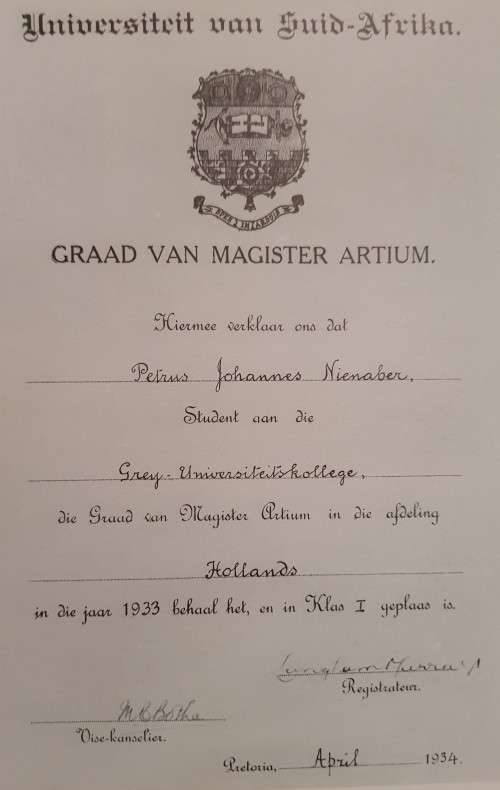 Universiteit van Suid-Afrika.
GRAAD VAN MAGISTER ARTIUM.
Hiermee verklaar ons dat
Petrus Johannes Nienaber,
Student aan die
Grey-Universiteitskollege,
die Graad van Magister Artium in die afdeling
Hollands
in die jaar 1933 behaal het, en in Klas I geplaas is.
Registrateur.
M C Botha
Vise-kanselier.
Pretoria, April 1934.